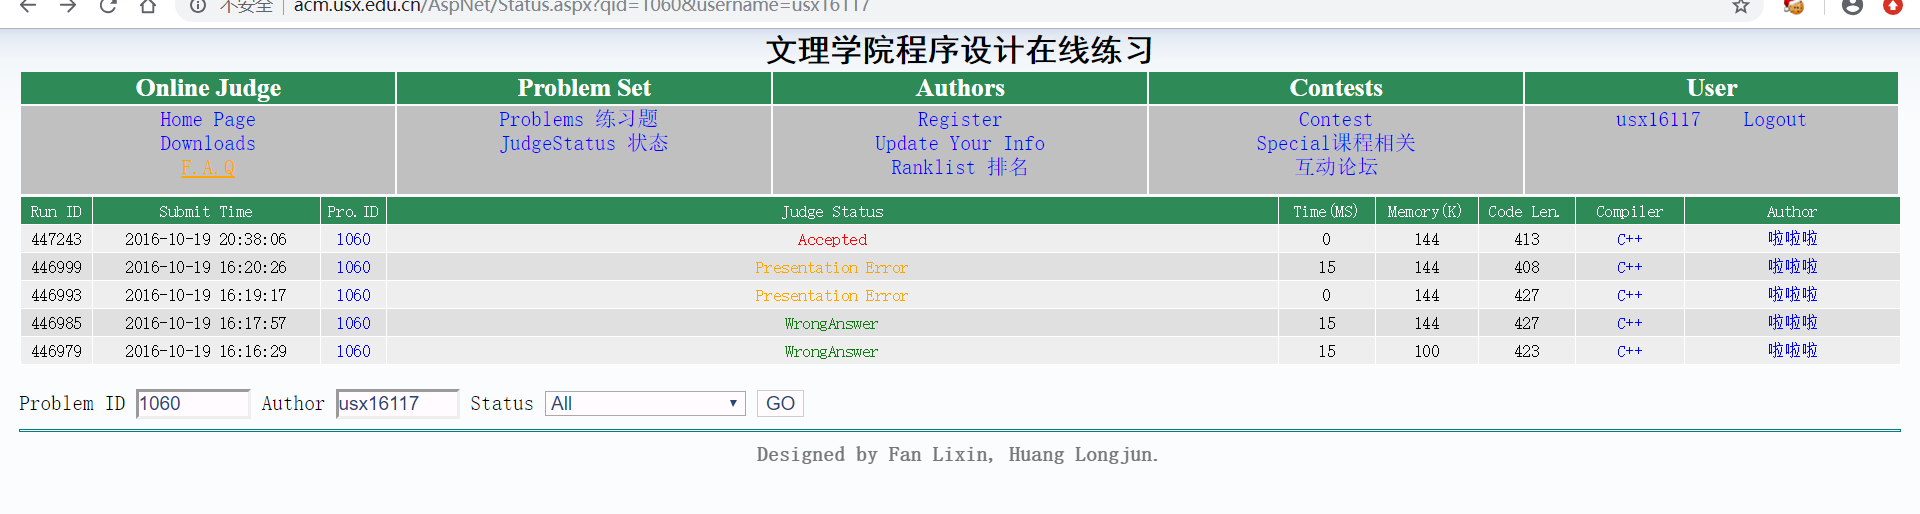 不安全 acm.usx.edu.cn/AspNet/Status.aspx?qid=1060&username=usx16117
文理学院程序设计在线练习
Online Judge Problem Set Authors Contests User
Home Page Problems 练习题 Register Contest usx16117 Logout
Downloads JudgeStatus 状态 Update Your Info Special课程相关
F.A.Q Ranklist 排名 互动论坛
Run ID Submit Time Pro.ID Judge Status Time(MS) Memory(K) Code Len. Compiler Author
447243 2016-10-19 20:38:06 1060 Accepted 0 144 413 C++ 啦啦啦
446999 2016-10-19 16:20:26 1060 Presentation Error 15 144 408 C++ 啦啦啦
446993 2016-10-19 16:19:17 1060 Presentation Error 0 144 427 C++ 啦啦啦
446985 2016-10-19 16:17:57 1060 WrongAnswer 15 144 427 C++ 啦啦啦
446979 2016-10-19 16:16:29 1060 WrongAnswer 15 100 423 C++ 啦啦啦
Problem ID 1060 Author usx16117 Status All GO
Designed by Fan Lixin, Huang Longjun.